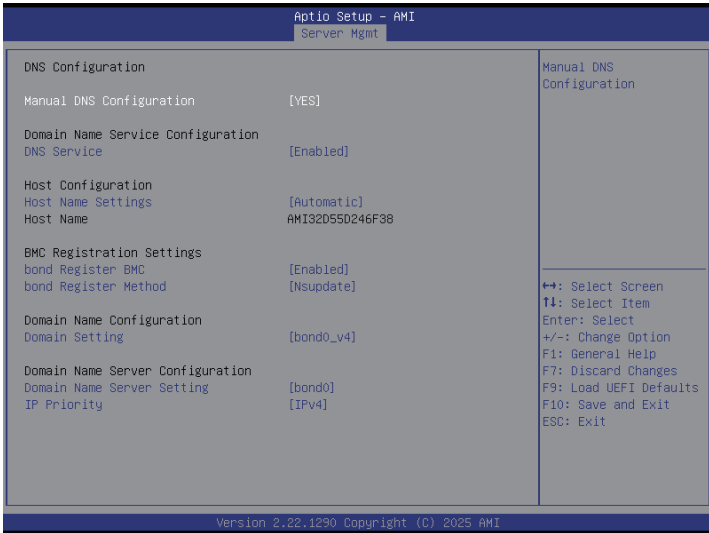 Aptio Setup – AMI
Server Mgmt
DNS Configuration
Manual DNS Configuration [YES]
Domain Name Service Configuration
DNS Service [Enabled]
Host Configuration
Host Name Settings [Automatic]
Host Name AMI32D55D246F38
BMC Registration Settings
bond Register BMC [Enabled]
bond Register Method [Nsupdate]
Domain Name Configuration
Domain Setting [bond0_v4]
Domain Name Server Configuration
Domain Name Server Setting [bond0]
IP Priority [IPv4]
Manual DNS
Configuration
↔: Select Screen
↑↓: Select Item
Enter: Select
+/-: Change Option
F1: General Help
F7: Discard Changes
F9: Load UEFI Defaults
F10: Save and Exit
ESC: Exit
Version 2.22.1290 Copyright (C) 2025 AMI